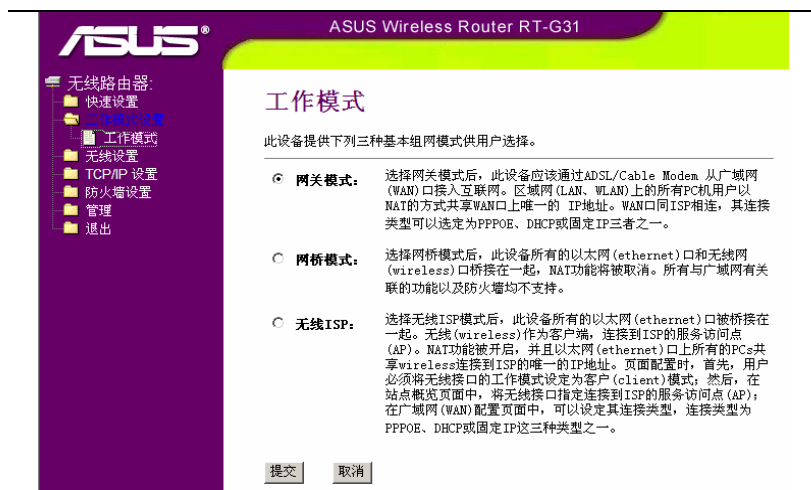 ASUS®
ASUS Wireless Router RT-G31
无线路由器:
快速设置
工作模式设置
工作模式
无线设置
TCP/IP 设置
防火墙设置
管理
退出
工作模式
此设备提供下列三种基本组网模式供用户选择。
网关模式:
选择网关模式后，此设备应该通过ADSL/Cable Modem 从广域网
(WAN)口接入互联网。区域网(LAN、WLAN)上的所有PC机用户以
NAT的方式共享WAN口上唯一的 IP地址。WAN口同ISP相连，其连接
类型可以选定为PPPOE、DHCP或固定IP三者之一。
网桥模式:
选择网桥模式后，此设备所有的以太网(ethernet)口和无线网
(wireless)口桥接在一起，NAT功能将被取消。所有与广域网有关
联的功能以及防火墙均不支持。
无线ISP:
选择无线ISP模式后，此设备所有的以太网(ethernet)口被桥接在
一起。无线(wireless)作为客户端，连接到ISP的服务访问点
(AP)。NAT功能被开启，并且以太网(ethernet)口上所有的PCs共
享wireless连接到ISP的唯一的IP地址。页面配置时，首先，用户
必须将无线接口的工作模式设定为客户(client)模式；然后，在
站点概览页面中，将无线接口指定连接到ISP的服务访问点(AP)；
在广域网(WAN)配置页面中，可以设定其连接类型，连接类型为
PPPOE、DHCP或固定IP这三种类型之一。
提交
取消